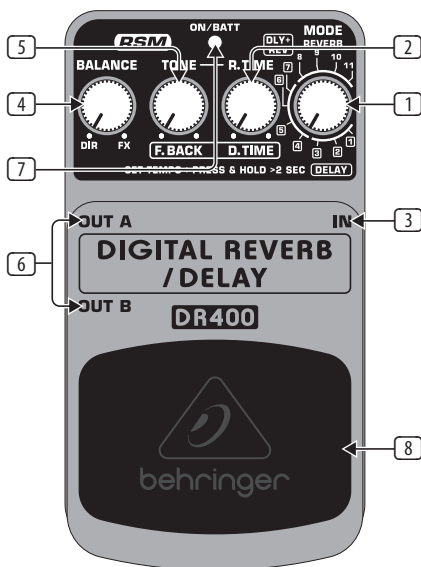 ON/BATT
MODE
5
RSM
DLY+
REV
REVERB
2
BALANCE
TONE
R.TIME
8 9 10 11
7
6
4
1
5
4 3 2 1
DIR FX
F.BACK
D.TIME
7
SET TEMPO : PRESS & HOLD >2 SEC
DELAY
OUT A
IN
3
6
DIGITAL REVERB
/DELAY
OUT B
DR400
8
behringer